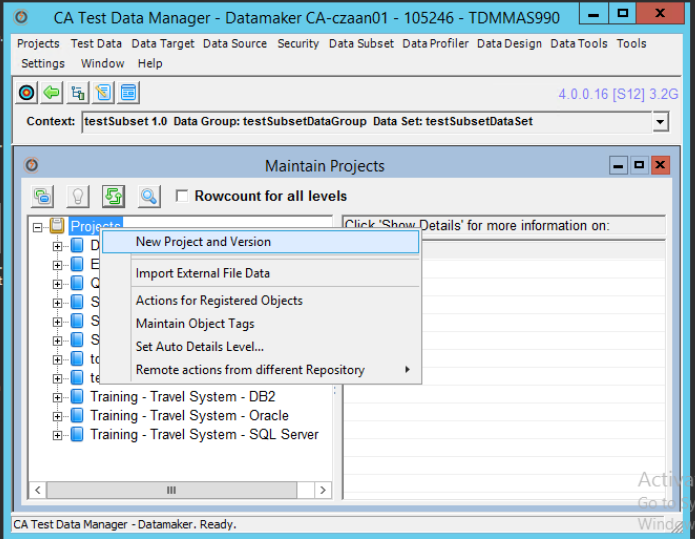 CA Test Data Manager - Datamaker CA-czaan01 - 105246 - TDMMAS990
Projects Test Data Data Target Data Source Security Data Subset Data Profiler Data Design Data Tools Tools
Settings Window Help
4.0.0.16 [S12] 3.2G
Context: testSubset 1.0 Data Group: testSubsetDataGroup Data Set: testSubsetDataSet
Maintain Projects
Rowcount for all levels
Projects
Click 'Show Details' for more information on:
New Project and Version
D
E
Import External File Data
Q
S
Actions for Registered Objects
S
Maintain Object Tags
S
Set Auto Details Level...
to
Remote actions from different Repository
te
Training - Travel System - DB2
Training - Travel System - Oracle
Training - Travel System - SQL Server
Activa
Go to Sy
Window
CA Test Data Manager - Datamaker. Ready.